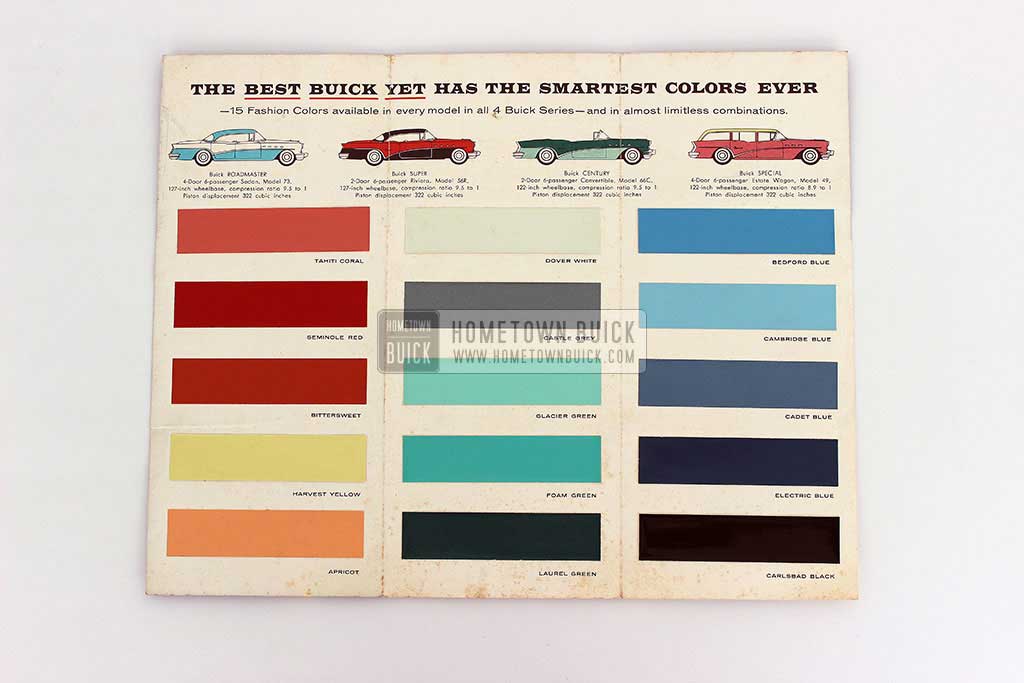 THE BEST BUICK YET HAS THE SMARTEST COLORS EVER
—15 Fashion Colors available in every model in all 4 Buick Series—and in almost limitless combinations.
Buick ROADMASTER
4-Door 6-passenger Sedan, Model 73,
127-inch wheelbase, compression ratio 9.5 to 1
Piston displacement 322 cubic inches
Buick SUPER
2-Door 6-passenger Riviera, Model 56R,
127-inch wheelbase, compression ratio 9.5 to 1
Piston displacement 322 cubic inches
Buick CENTURY
2-Door 6-passenger Convertible, Model 66C,
122-inch wheelbase, compression ratio 9.5 to 1
Piston displacement 322 cubic inches
Buick SPECIAL
4-Door 6-passenger Estate Wagon, Model 49,
122-inch wheelbase, compression ratio 8.9 to 1
Piston displacement 322 cubic inches
TAHITI CORAL
SEMINOLE RED
BITTERSWEET
HARVEST YELLOW
APRICOT
DOVER WHITE
CASTLE GREY
GLACIER GREEN
FOAM GREEN
LAUREL GREEN
BEDFORD BLUE
CAMBRIDGE BLUE
CADET BLUE
ELECTRIC BLUE
CARLSBAD BLACK
HOMETOWN
BUICK
HOMETOWN BUICK
WWW.HOMETOWNBUICK.COM